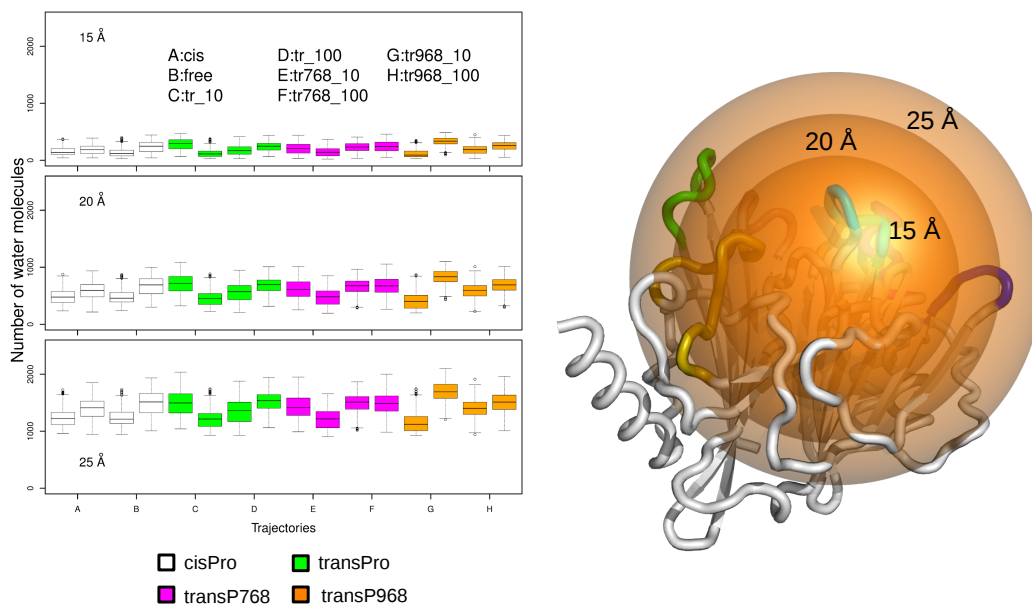 15 Å
A:cis D:tr_100 G:tr968_10
B:free E:tr768_10 H:tr968_100
C:tr_10 F:tr768_100
0 1000 2000
20 Å
0 1000 2000
25 Å
0 1000 2000
Number of water molecules
A B C D E F G H
Trajectories
cisPro transPro
transP768 transP968
25 Å
20 Å
15 Å